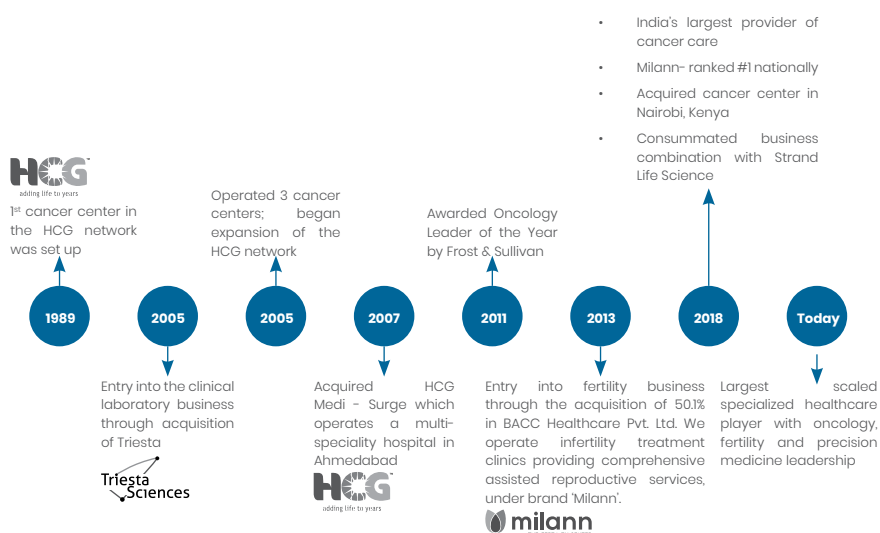 • India's largest provider of
cancer care
• Milann- ranked #1 nationally
• Acquired cancer center in
Nairobi, Kenya
• Consummated business
combination with Strand
Life Science
HCG™
adding life to years
1st cancer center in
the HCG network
was set up
Operated 3 cancer
centers; began
expansion of the
HCG network
Awarded Oncology
Leader of the Year
by Frost & Sullivan
1989
2005
2005
2007
2011
2013
2018
Today
Entry into the clinical
laboratory business
through acquisition
of Triesta
Triesta
Sciences
Acquired HCG
Medi - Surge which
operates a multi-
speciality hospital in
Ahmedabad
HCG™
adding life to years
Entry into fertility business
through the acquisition of 50.1%
in BACC Healthcare Pvt. Ltd. We
operate infertility treatment
clinics providing comprehensive
assisted reproductive services,
under brand 'Milann'.
milann
Largest scaled
specialized healthcare
player with oncology,
fertility and precision
medicine leadership